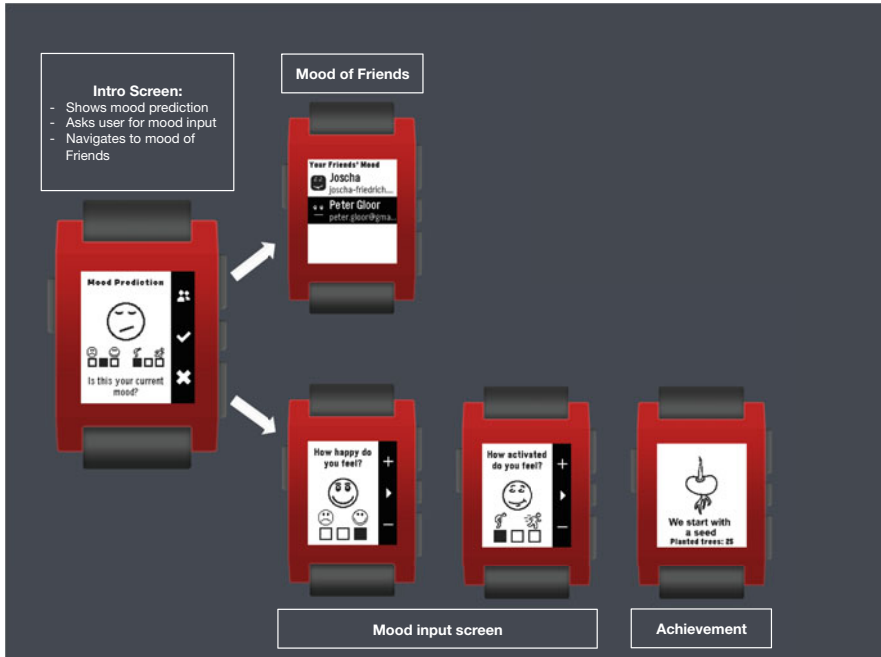 Intro Screen:
- Shows mood prediction
- Asks user for mood input
- Navigates to mood of
Friends
Mood of Friends
Your Friends' Mood
Joscha
joscha-friedrich...
Peter Gloor
peter.gloor@gma...
Mood Prediction
Is this your current
mood?
How happy do
you feel?
How activated
do you feel?
We start with
a seed
Planted trees: 25
Mood input screen
Achievement